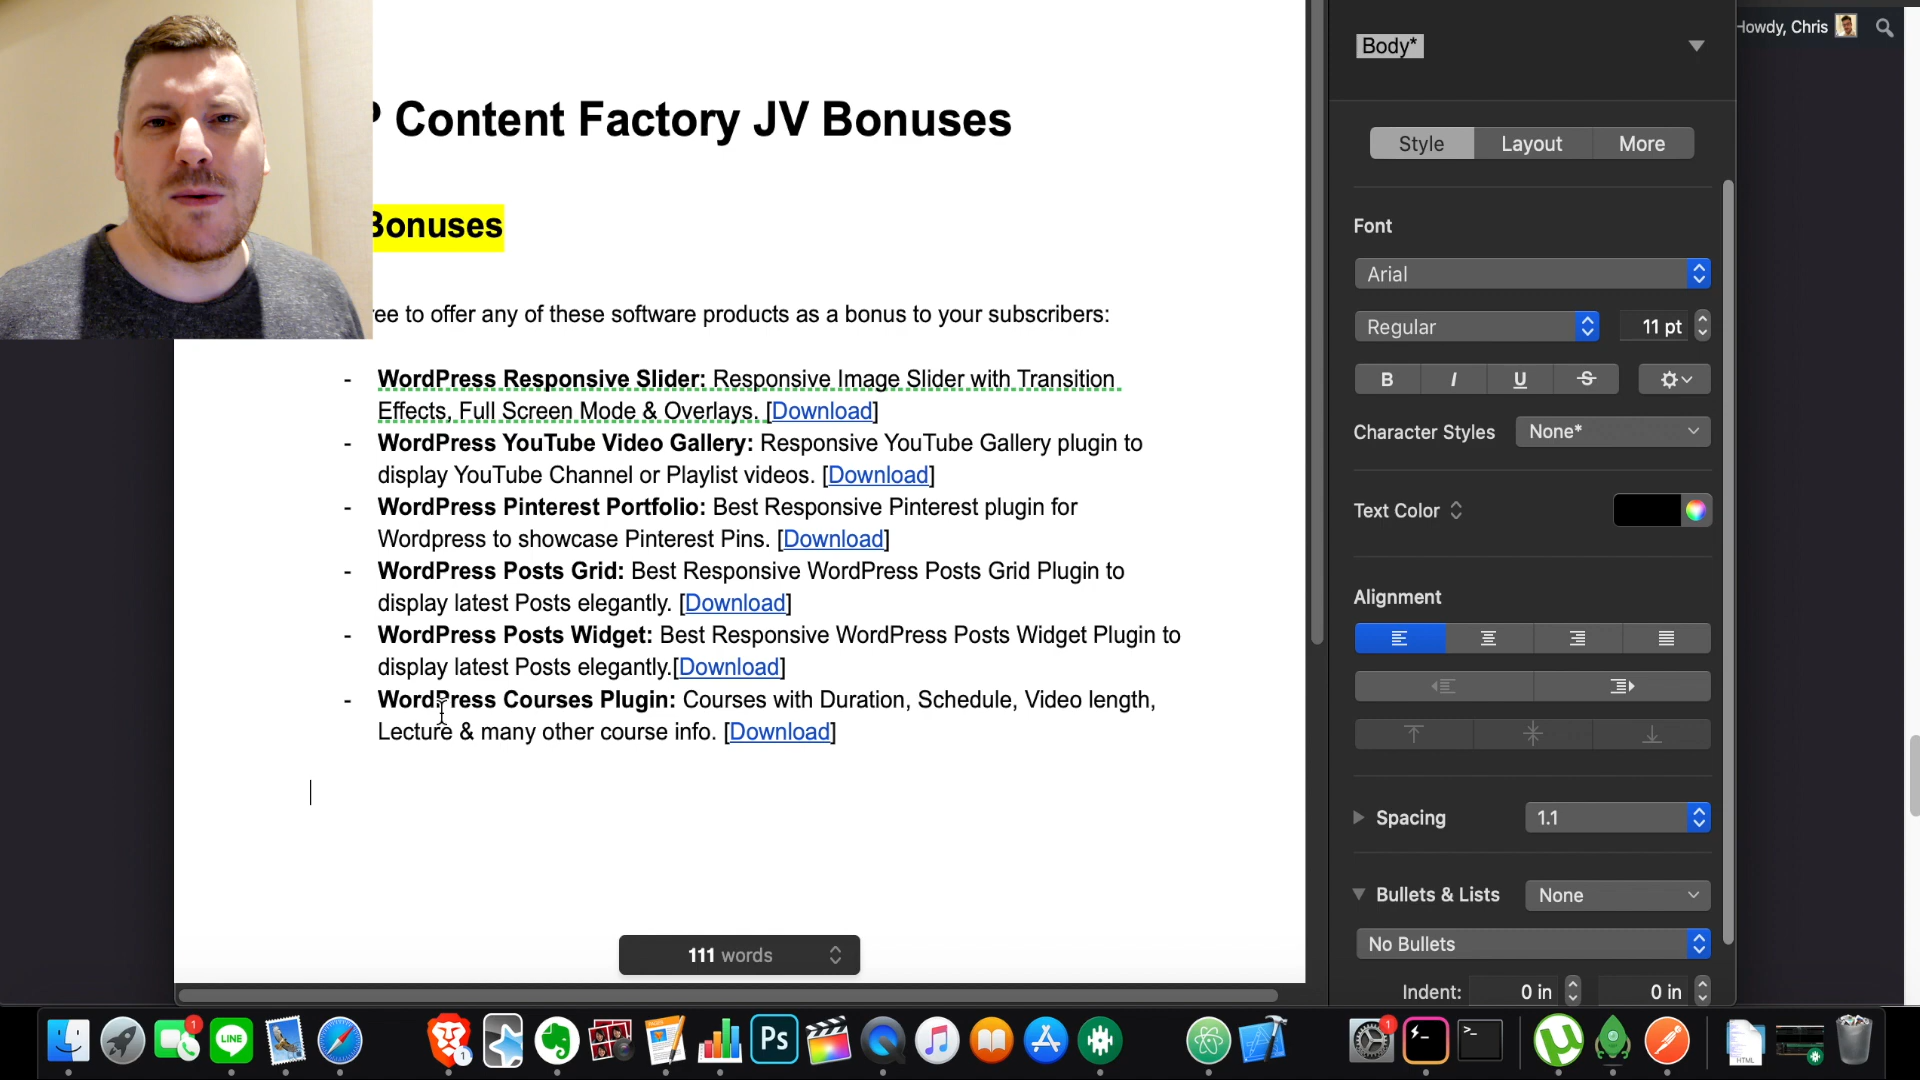 Body*
Howdy, Chris
P Content Factory JV Bonuses
Style Layout More
Bonuses
Font
Arial
ree to offer any of these software products as a bonus to your subscribers:
Regular 11 pt
- WordPress Responsive Slider: Responsive Image Slider with Transition
Effects, Full Screen Mode & Overlays. [Download]
- WordPress YouTube Video Gallery: Responsive YouTube Gallery plugin to
display YouTube Channel or Playlist videos. [Download]
- WordPress Pinterest Portfolio: Best Responsive Pinterest plugin for
Wordpress to showcase Pinterest Pins. [Download]
- WordPress Posts Grid: Best Responsive WordPress Posts Grid Plugin to
display latest Posts elegantly. [Download]
- WordPress Posts Widget: Best Responsive WordPress Posts Widget Plugin to
display latest Posts elegantly.[Download]
- WordPress Courses Plugin: Courses with Duration, Schedule, Video length,
Lecture & many other course info. [Download]
B I U S
Character Styles None*
Text Color
Alignment
Spacing 1.1
Bullets & Lists None
No Bullets
Indent: 0 in 0 in
111 words
1
LINE
1
Ps
1
HTML